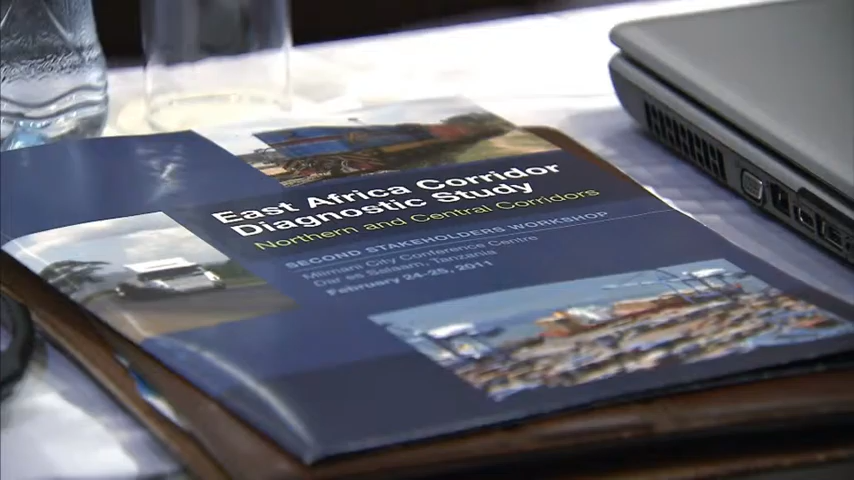 East Africa Corridor
Diagnostic Study
Northern and Central Corridors
SECOND STAKEHOLDERS WORKSHOP
Mlimani City Conference Centre
Dar es Salaam, Tanzania
February 24-25, 2011